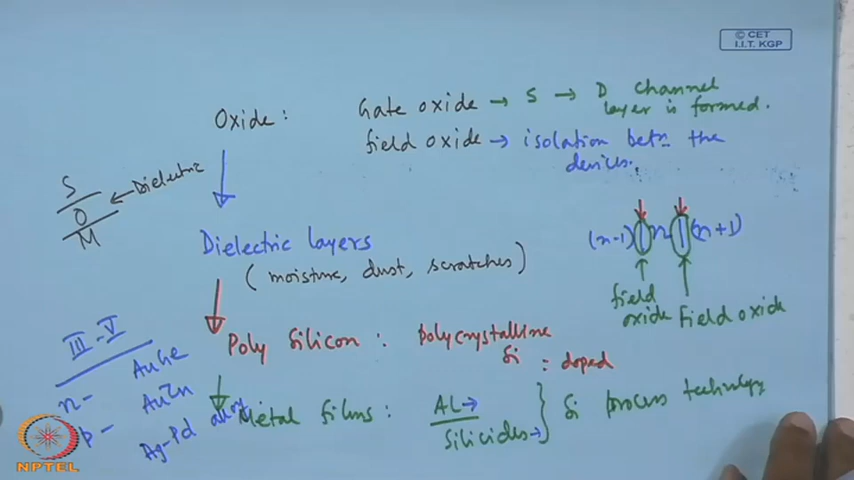 © CET
I.I.T. KGP
Oxide : Gate oxide → S → D channel
layer is formed.
field oxide → isolation betn the
devices.
S
O ← Dielectric
M
Dielectric layers
(moisture, dust, scratches)
(n-1) n (n+1)
field
oxide
Field oxide
Poly Silicon : polycrystalline
Si : doped
Metal films : AL →
Silicides →
Si process technology
III-V
n- AuGe
p- AuZn
Ag-Pd alloy
NPTEL